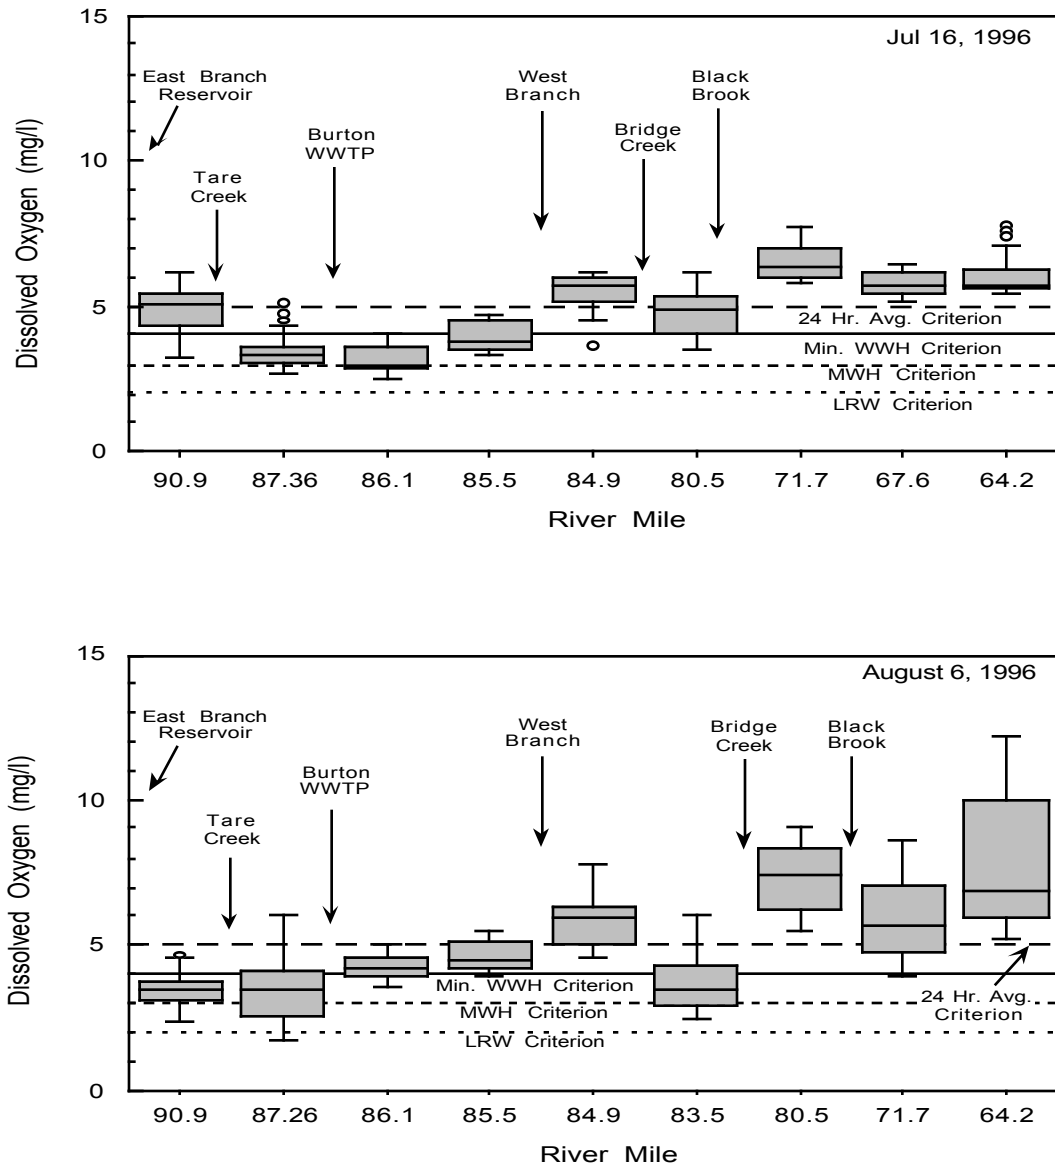 15
Jul 16, 1996
East Branch
Reservoir
West
Branch
Black
Brook
Burton
WWTP
Bridge
Creek
Tare
Creek
10
5
0
Dissolved Oxygen (mg/l)
24 Hr. Avg. Criterion
Min. WWH Criterion
MWH Criterion
LRW Criterion
90.9 87.36 86.1 85.5 84.9 80.5 71.7 67.6 64.2
River Mile
15
August 6, 1996
East Branch
Reservoir
West
Branch
Bridge
Creek
Black
Brook
Burton
WWTP
Tare
Creek
10
5
0
Dissolved Oxygen (mg/l)
Min. WWH Criterion
MWH Criterion
LRW Criterion
24 Hr. Avg.
Criterion
90.9 87.26 86.1 85.5 84.9 83.5 80.5 71.7 64.2
River Mile